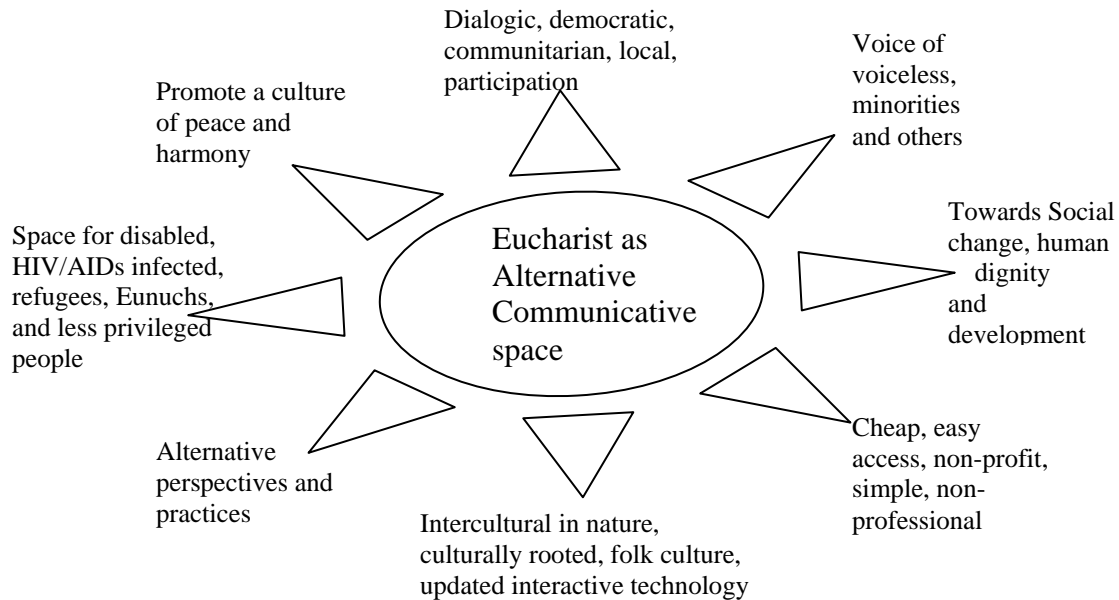 Dialogic, democratic,
communitarian, local,
participation
Voice of
voiceless,
minorities
and others
Promote a culture
of peace and
harmony
Towards Social
change, human
dignity
and
development
Space for disabled,
HIV/AIDs infected,
refugees, Eunuchs,
and less privileged
people
Eucharist as
Alternative
Communicative
space
Cheap, easy
access, non-profit,
simple, non-
professional
Alternative
perspectives and
practices
Intercultural in nature,
culturally rooted, folk culture,
updated interactive technology